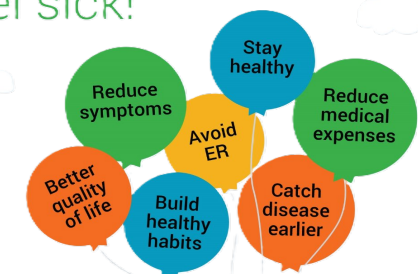 sick!
Stay
healthy
Reduce
symptoms
Reduce
medical
expenses
Avoid
ER
Better
quality
of life
Build
healthy
habits
Catch
disease
earlier